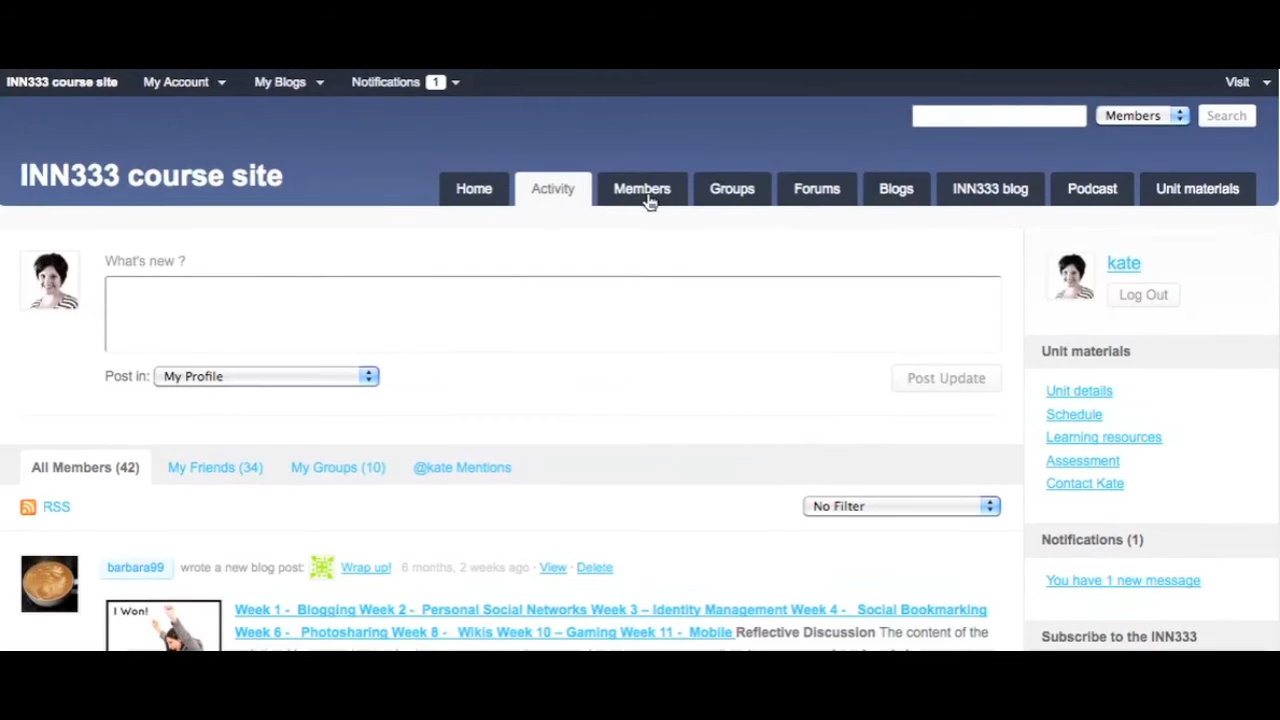 INN333 course site My Account My Blogs Notifications 1 Visit
Members Search
INN333 course site
Home Activity Members Groups Forums Blogs INN333 blog Podcast Unit materials
What's new ?
kate
Log Out
Post in: My Profile Post Update
Unit materials
Unit details
Schedule
Learning resources
Assessment
Contact Kate
All Members (42) My Friends (34) My Groups (10) @kate Mentions
RSS No Filter
Notifications (1)
You have 1 new message
Subscribe to the INN333
barbara99 wrote a new blog post: Wrap up! 6 months, 2 weeks ago · View · Delete
I Won!
Week 1 - Blogging Week 2 - Personal Social Networks Week 3 – Identity Management Week 4 - Social Bookmarking
Week 6 - Photosharing Week 8 - Wikis Week 10 – Gaming Week 11 - Mobile Reflective Discussion The content of the